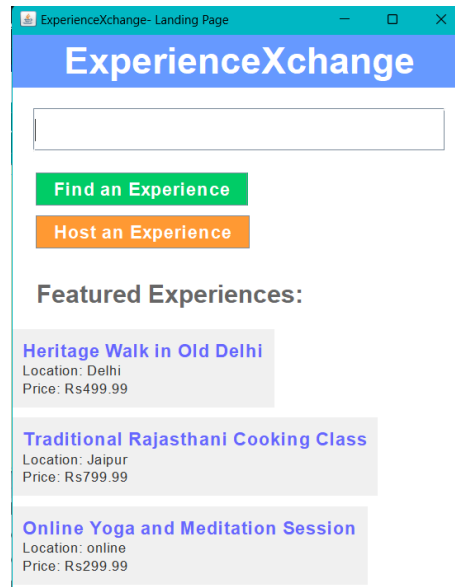 ExperienceXchange- Landing Page
ExperienceXchange
Find an Experience
Host an Experience
Featured Experiences:
Heritage Walk in Old Delhi
Location: Delhi
Price: Rs499.99
Traditional Rajasthani Cooking Class
Location: Jaipur
Price: Rs799.99
Online Yoga and Meditation Session
Location: online
Price: Rs299.99